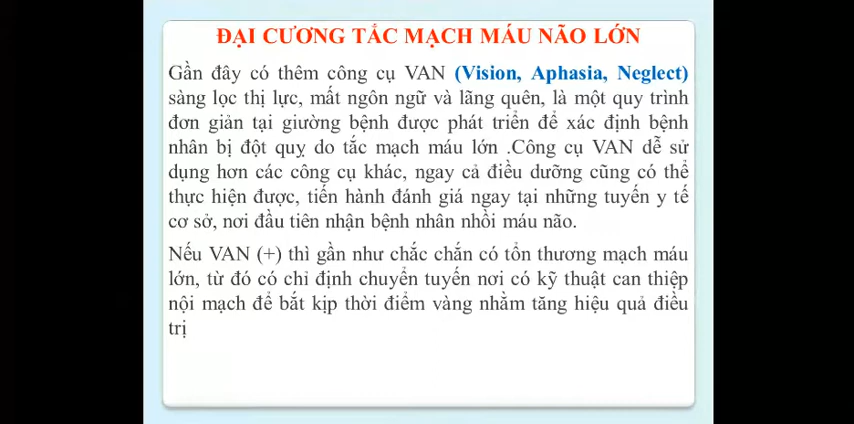 ĐẠI CƯƠNG TẮC MẠCH MÁU NÃO LỚN
Gần đây có thêm công cụ VAN (Vision, Aphasia, Neglect)
sàng lọc thị lực, mất ngôn ngữ và lãng quên, là một quy trình
đơn giản tại giường bệnh được phát triển để xác định bệnh
nhân bị đột quỵ do tắc mạch máu lớn .Công cụ VAN dễ sử
dụng hơn các công cụ khác, ngay cả điều dưỡng cũng có thể
thực hiện được, tiến hành đánh giá ngay tại những tuyến y tế
cơ sở, nơi đầu tiên nhận bệnh nhân nhồi máu não.
Nếu VAN (+) thì gần như chắc chắn có tổn thương mạch máu
lớn, từ đó có chỉ định chuyển tuyến nơi có kỹ thuật can thiệp
nội mạch để bắt kịp thời điểm vàng nhằm tăng hiệu quả điều
trị